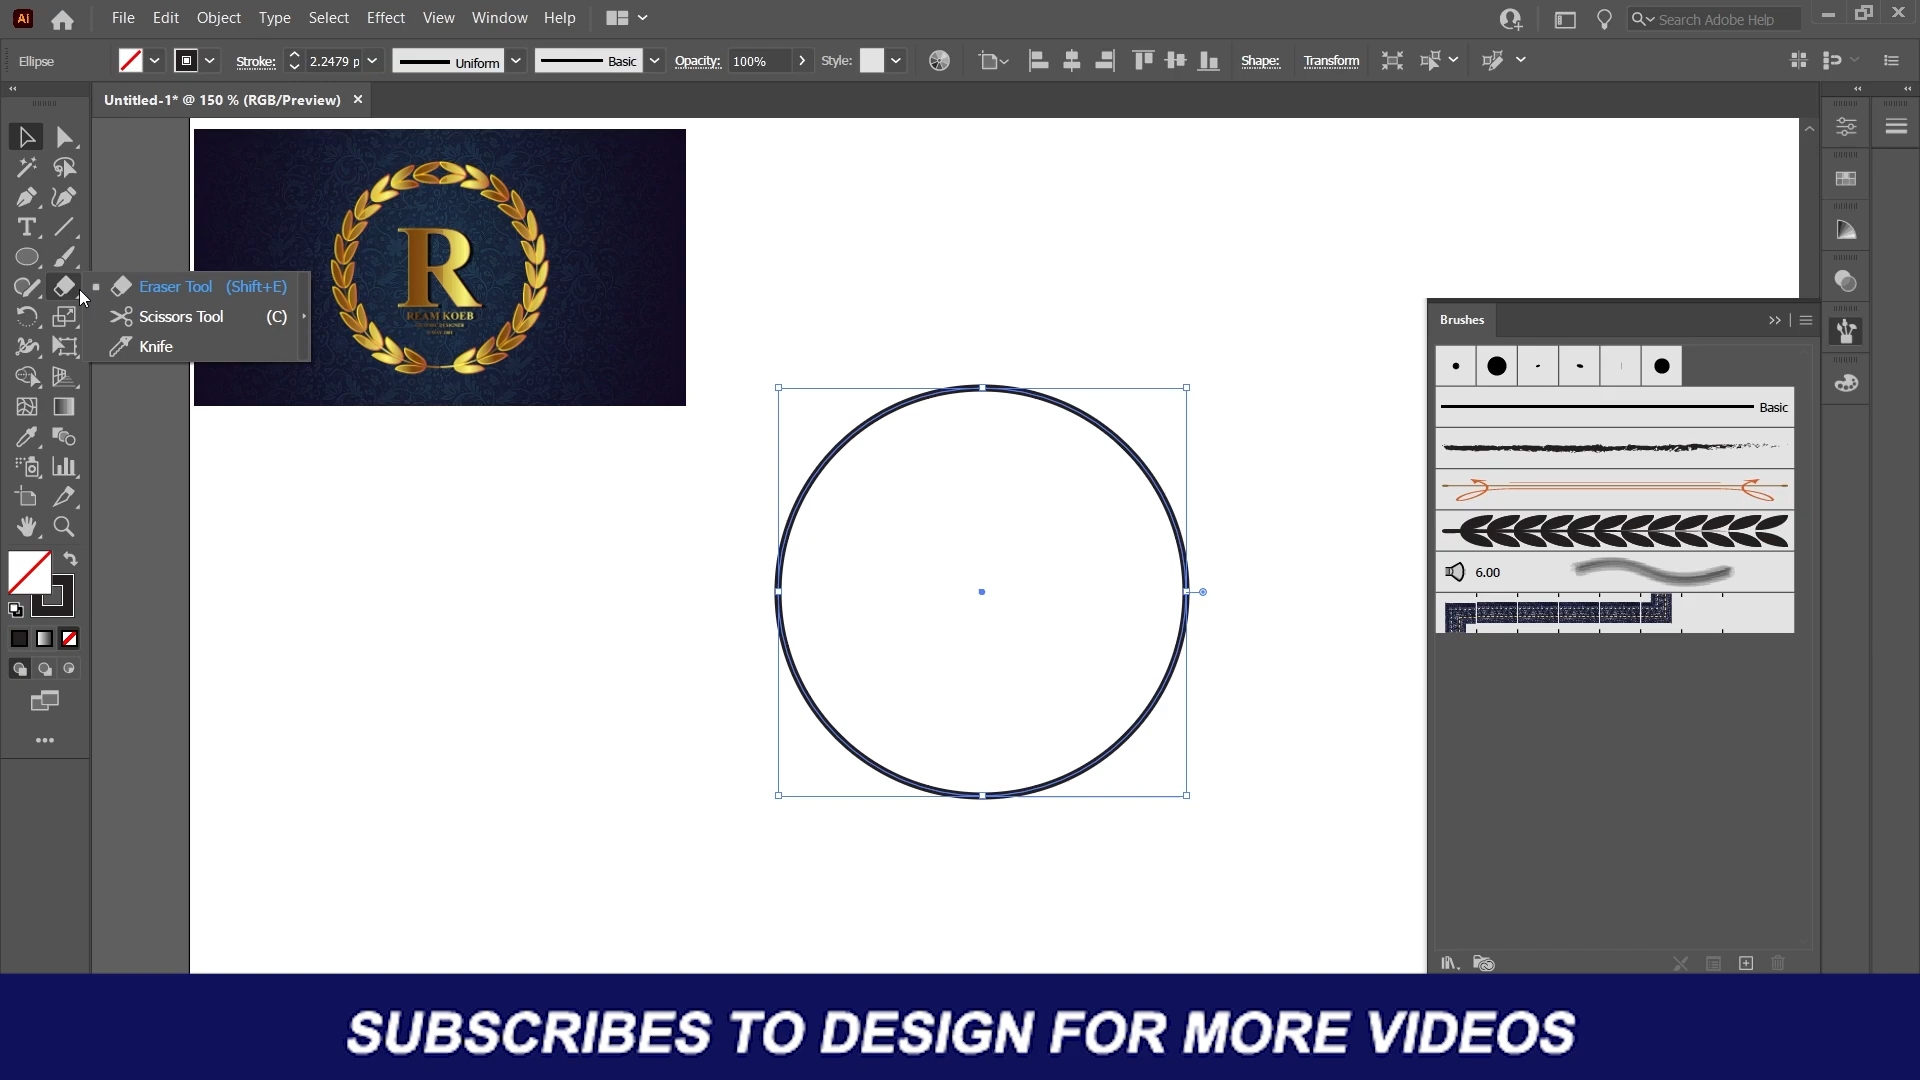 Ai
File Edit Object Type Select Effect View Window Help
Search Adobe Help
Ellipse
Stroke: 2.2479 p Uniform Basic Opacity: 100% Style: Shape: Transform
Untitled-1* @ 150 % (RGB/Preview)
Eraser Tool (Shift+E)
Scissors Tool (C)
Knife
R
REAM KOEB
Brushes
Basic
6.00
SUBSCRIBES TO DESIGN FOR MORE VIDEOS